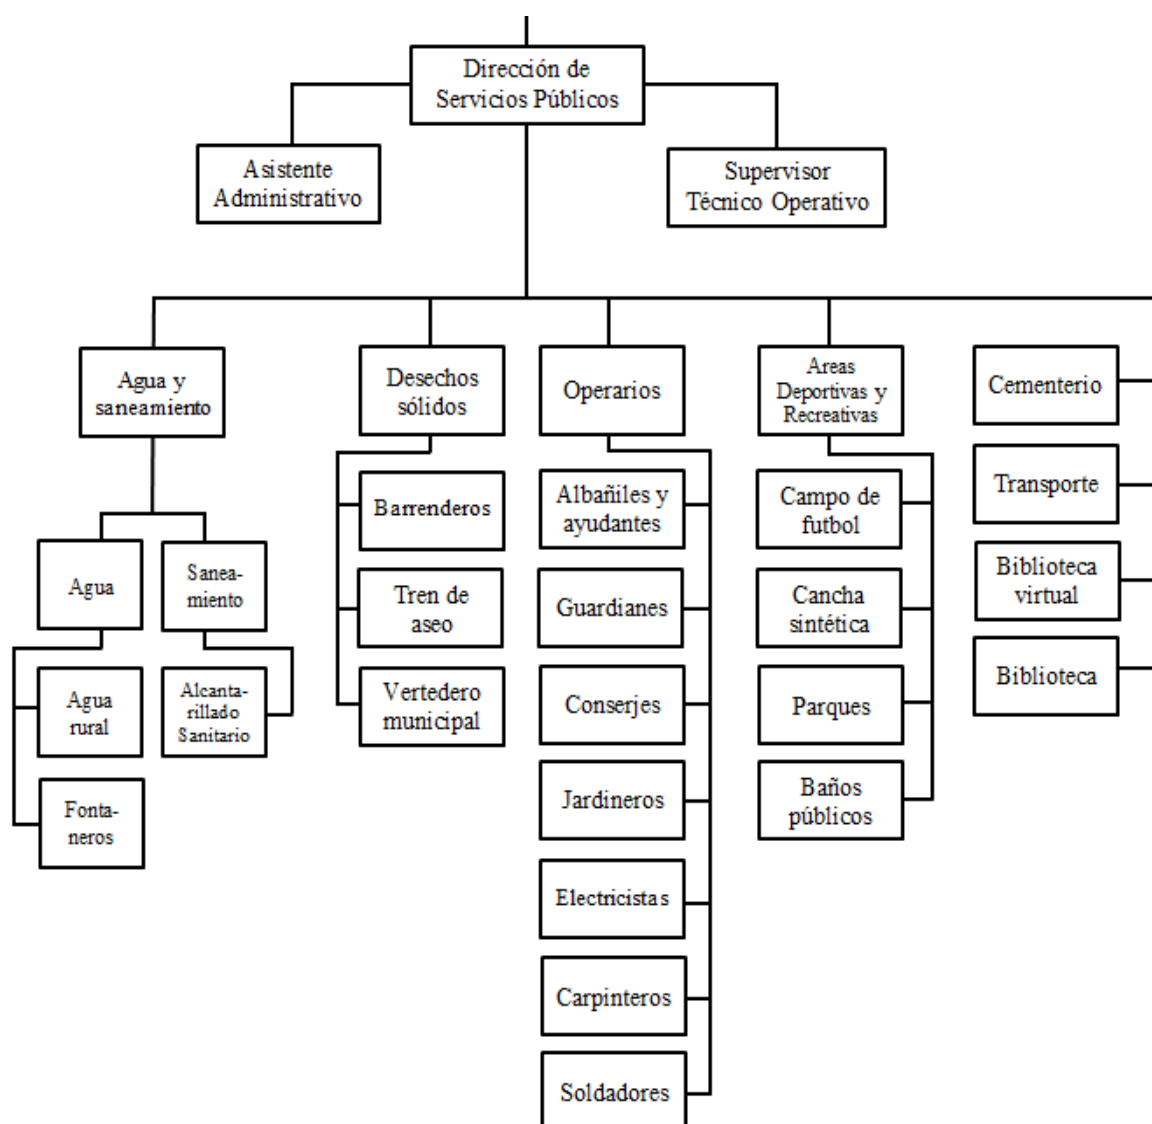 Dirección de
Servicios Públicos
Asistente
Administrativo
Supervisor
Técnico Operativo
Agua y
saneamiento
Desechos
sólidos
Operarios
Areas
Deportivas y
Recreativas
Cementerio
Barrenderos
Albañiles y
ayudantes
Campo de
futbol
Transporte
Agua
Sanea-
miento
Tren de
aseo
Guardianes
Cancha
sintética
Biblioteca
virtual
Agua
rural
Alcanta-
rillado
Sanitario
Vertedero
municipal
Conserjes
Parques
Biblioteca
Fonta-
neros
Jardineros
Baños
públicos
Electricistas
Carpinteros
Soldadores